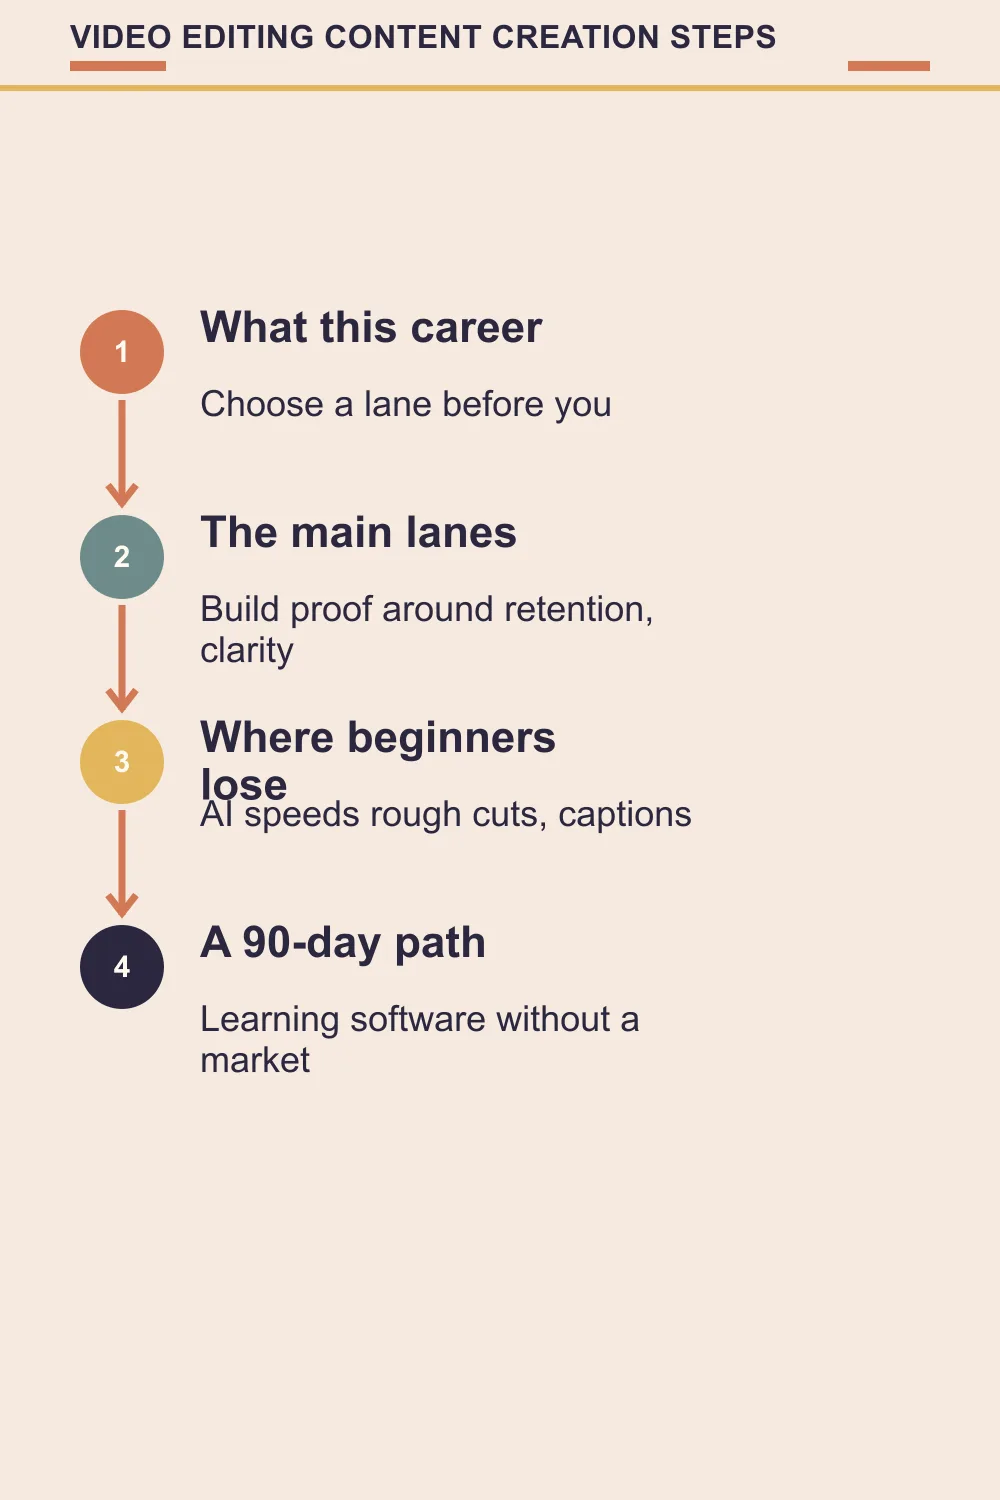 VIDEO EDITING CONTENT CREATION STEPS
1
What this career
Choose a lane before you
2
The main lanes
Build proof around retention,
clarity
3
Where beginners
lose
AI speeds rough cuts, captions
4
A 90-day path
Learning software without a
market